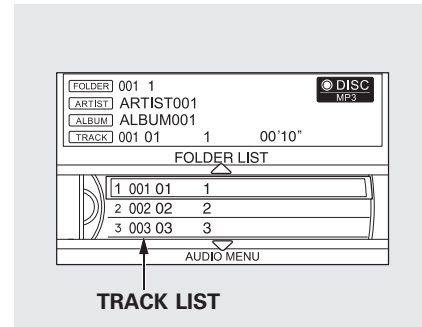 FOLDER 001 1 DISC
ARTIST ARTIST001 MP3
ALBUM ALBUM001
TRACK 001 01 1 00'10"
FOLDER LIST
1 001 01 1
2 002 02 2
3 003 03 3
AUDIO MENU
TRACK LIST